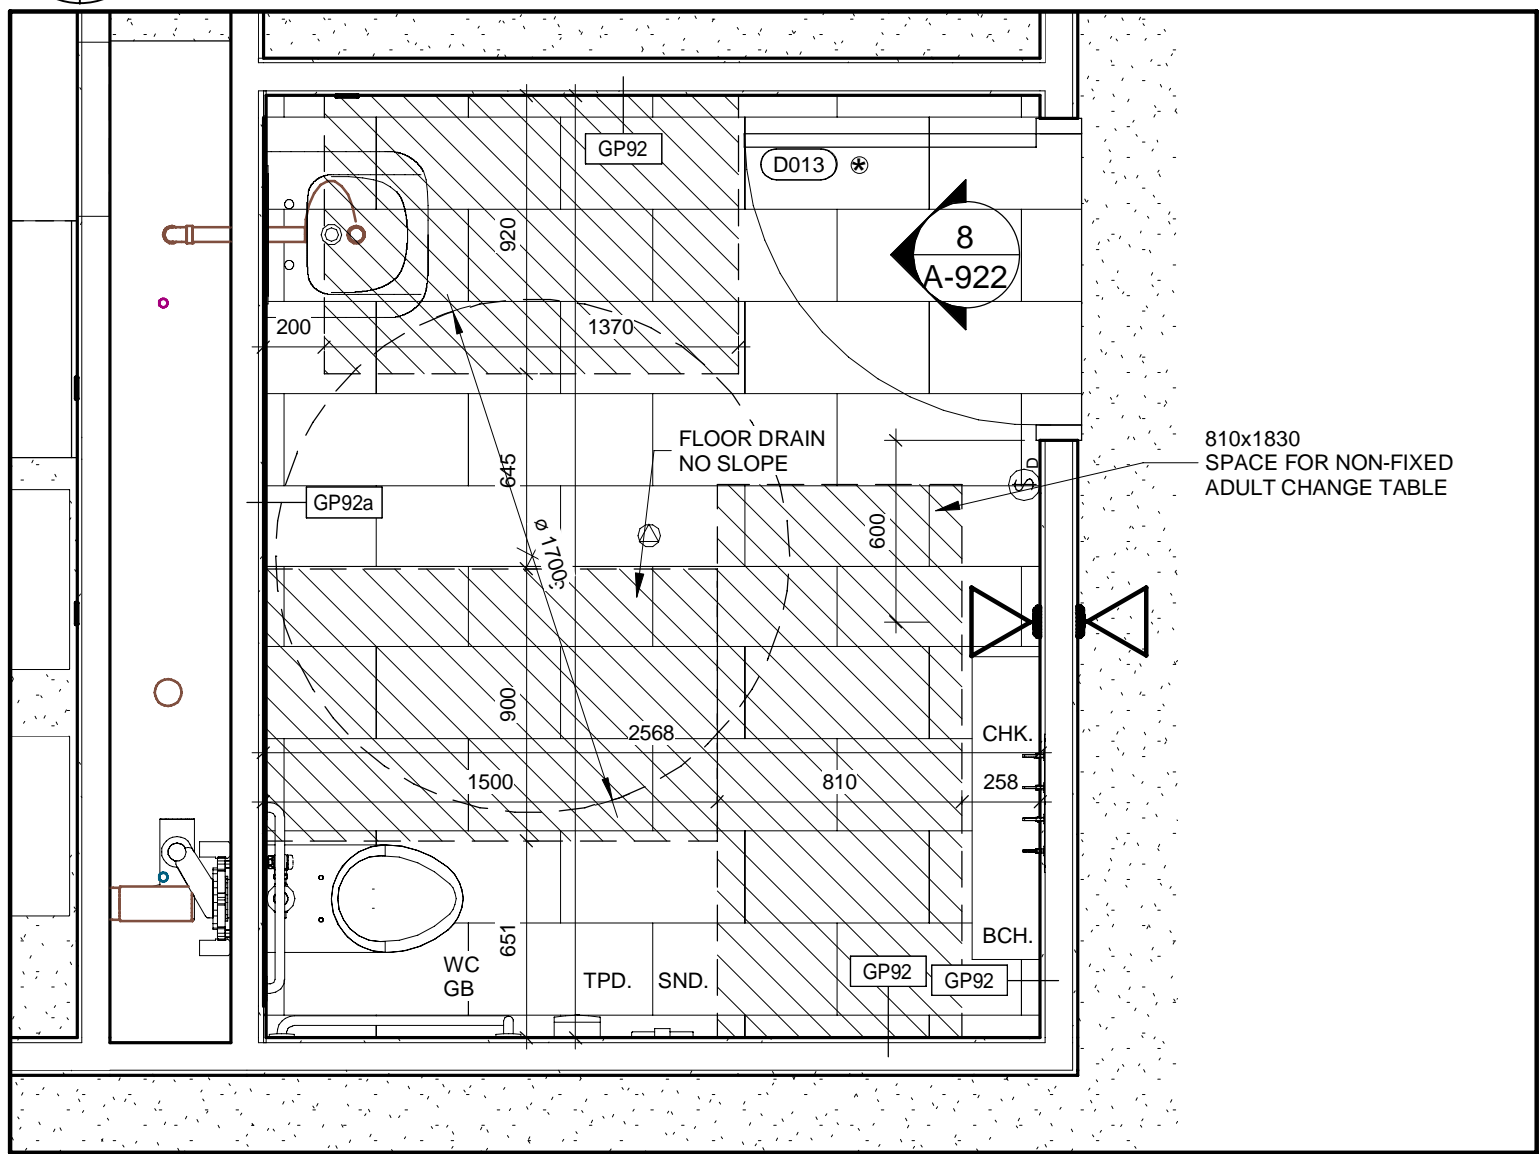 GP92
D013
920
8
A-922
200
1370
FLOOR DRAIN
NO SLOPE
810x1830
SPACE FOR NON-FIXED
ADULT CHANGE TABLE
645
S
D
GP92a
600
ø 1700
900
2568
CHK.
1500
810
258
651
BCH.
WC
GB
TPD.
SND.
GP92
GP92